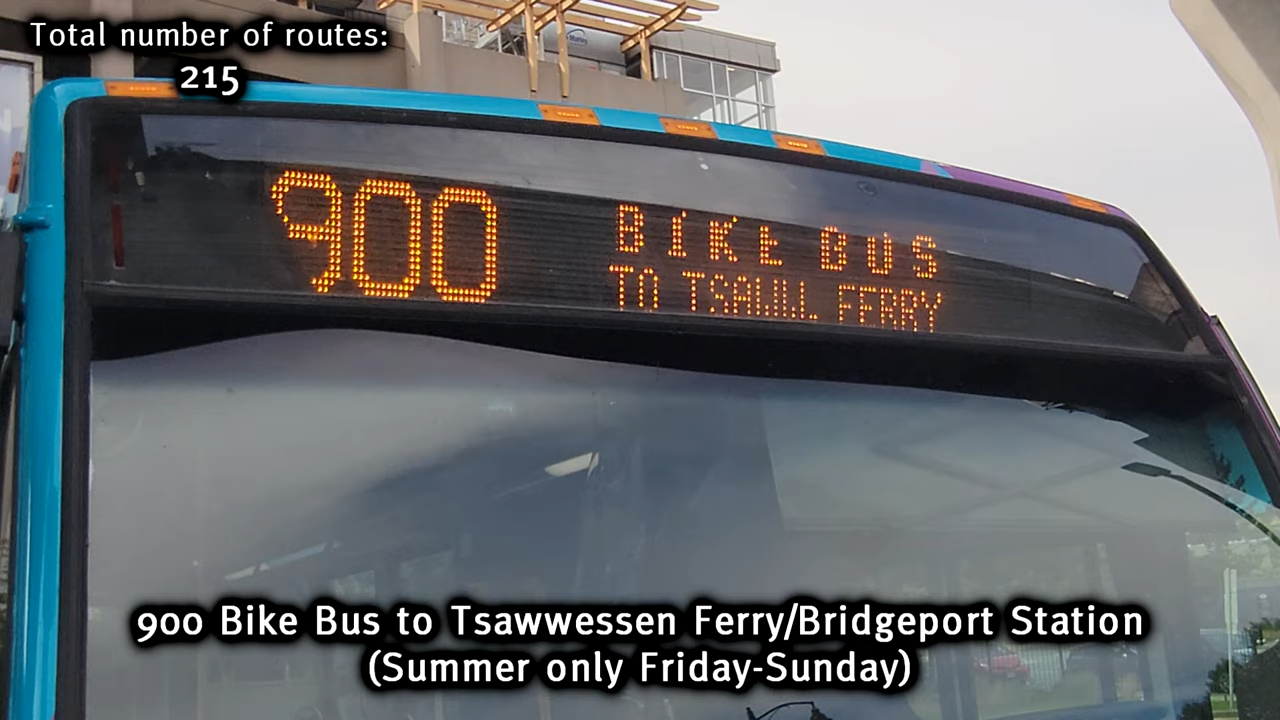 Total number of routes:
215
900 BIKE BUS
TO TSAWW FERRY
900 Bike Bus to Tsawwessen Ferry/Bridgeport Station
(Summer only Friday-Sunday)